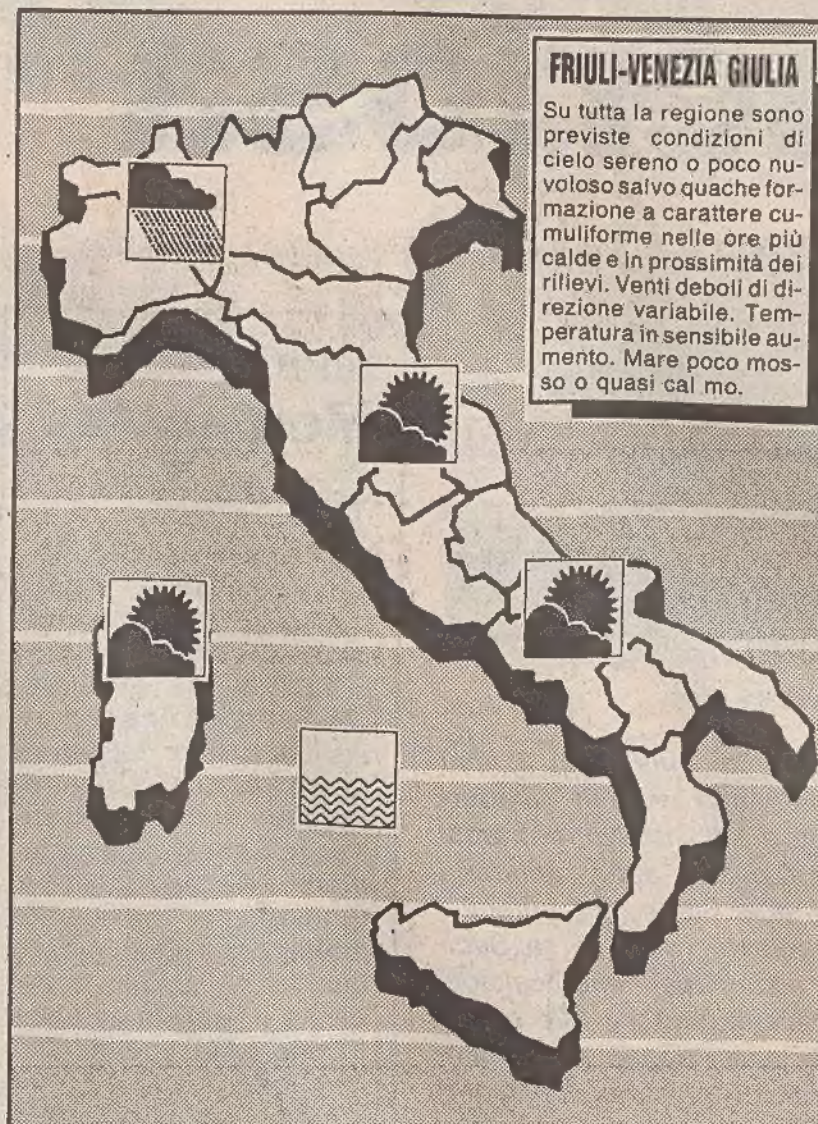 FRIULI-VENEZIA GIULIA
Su tutta la regione sono
previste condizioni di
cielo sereno o poco nu-
voloso salvo quache for-
mazione a carattere cu-
muliforme nelle ore più
calde e in prossimità dei
rilievi. Venti deboli di di-
rezione variabile. Tem-
peratura in sensibile au-
mento. Mare poco mos-
so o quasi cal mo.